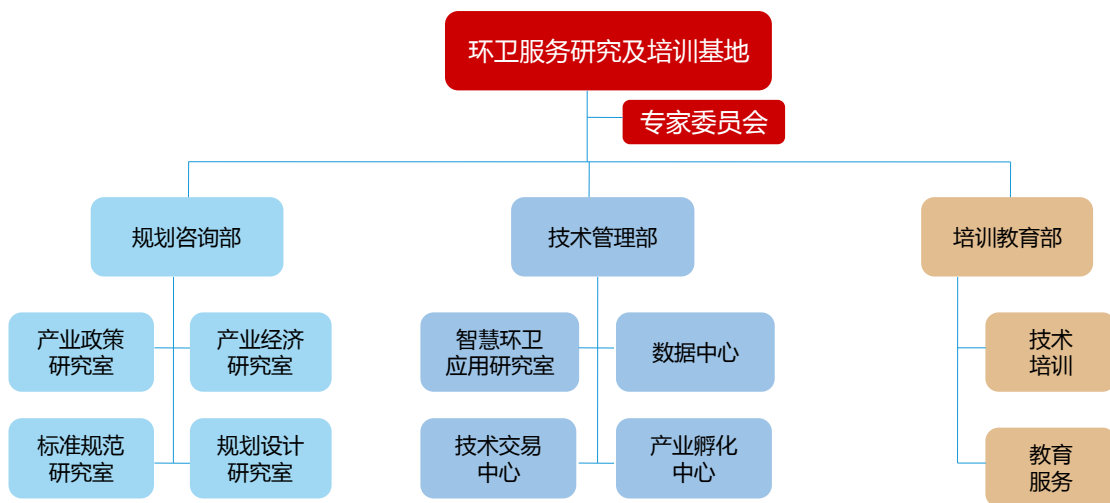 环卫服务研究及培训基地
专家委员会
规划咨询部
技术管理部
培训教育部
产业政策
研究室
产业经济
研究室
智慧环卫
应用研究室
数据中心
技术
培训
标准规范
研究室
规划设计
研究室
技术交易
中心
产业孵化
中心
教育
服务